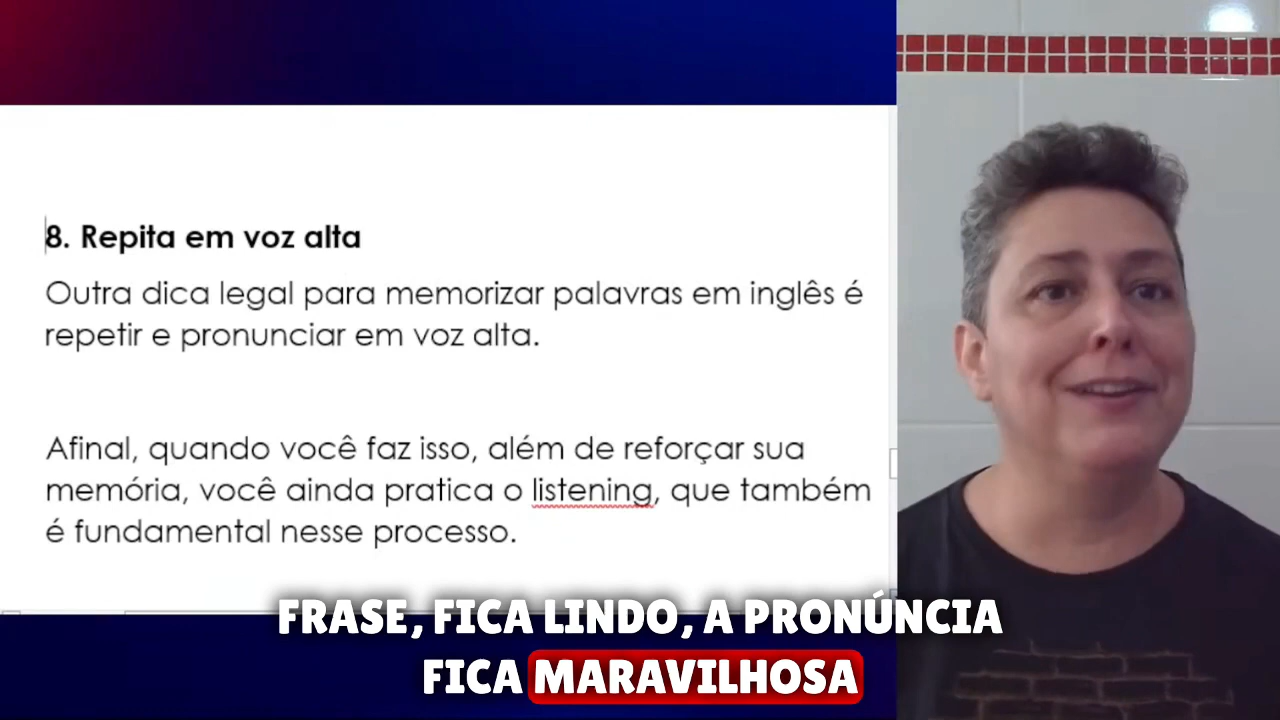 8. Repita em voz alta
Outra dica legal para memorizar palavras em inglês é
repetir e pronunciar em voz alta.
Afinal, quando você faz isso, além de reforçar sua
memória, você ainda pratica o listening, que também
é fundamental nesse processo.
FRASE, FICA LINDO, A PRONÚNCIA
FICA MARAVILHOSA